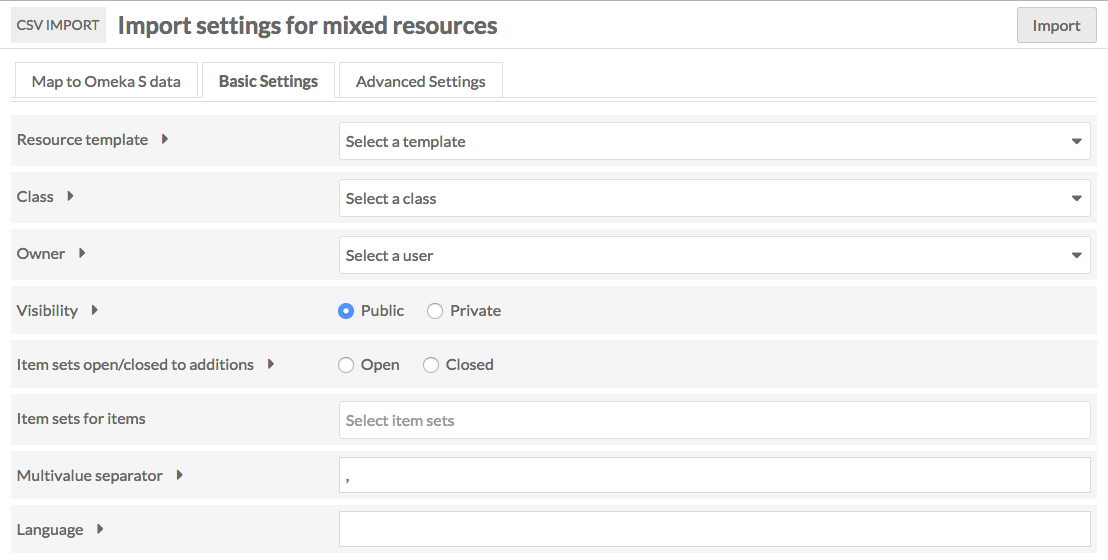 CSV IMPORT Import settings for mixed resources Import
Map to Omeka S data Basic Settings Advanced Settings
Resource template Select a template
Class Select a class
Owner Select a user
Visibility Public Private
Item sets open/closed to additions Open Closed
Item sets for items Select item sets
Multivalue separator ,
Language